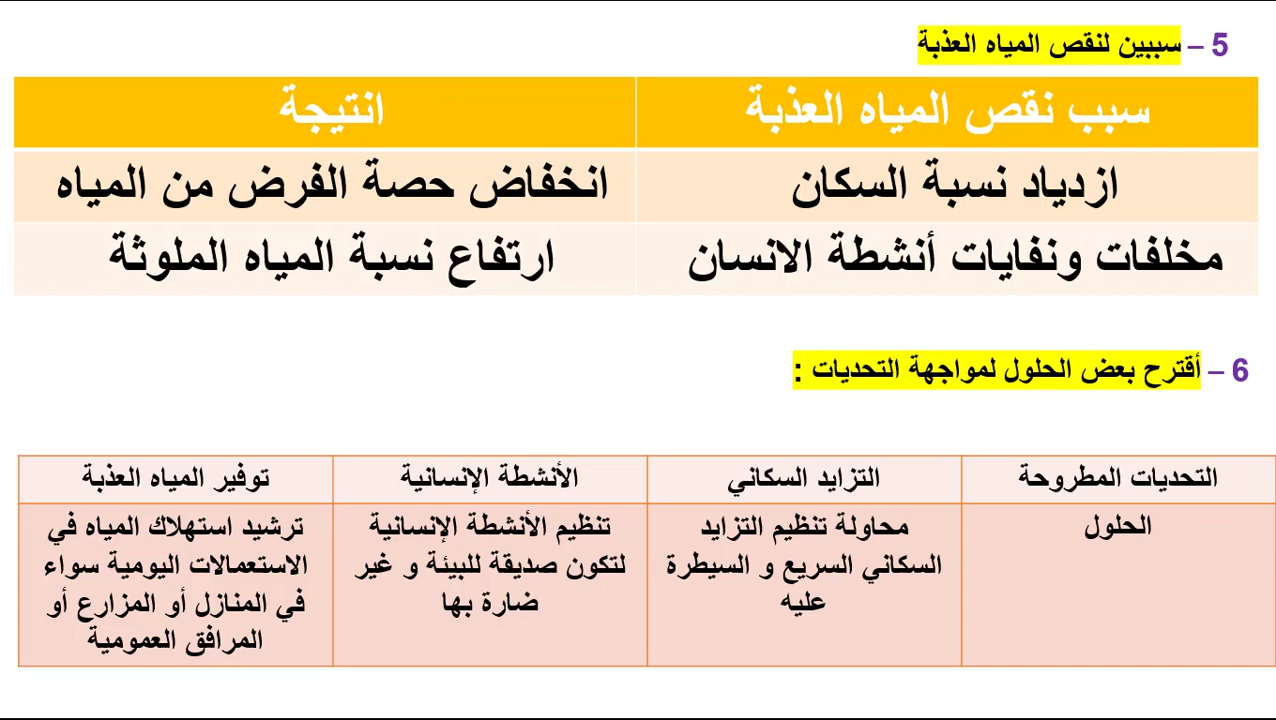 5 – سببين لنقص المياه العذبة
سبب نقص المياه العذبة انتيجة
ازدياد نسبة السكان انخفاض حصة الفرض من المياه
مخلفات ونفايات أنشطة الانسان ارتفاع نسبة المياه الملوثة
6 – أقترح بعض الحلول لمواجهة التحديات :
التحديات المطروحة التزايد السكاني الأنشطة الإنسانية توفير المياه العذبة
الحلول
محاولة تنظيم التزايد
السكاني السريع و السيطرة
عليه
تنظيم الأنشطة الإنسانية
لتكون صديقة للبيئة و غير
ضارة بها
ترشيد استهلاك المياه في
الاستعمالات اليومية سواء
في المنازل أو المزارع أو
المرافق العمومية